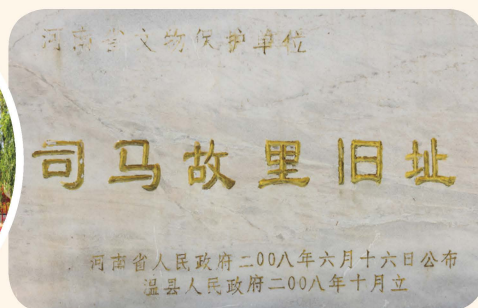 河南省文物保护单位
司马故里旧址
河南省人民政府二00八年六月十六日公布
温县人民政府二00八年十月立